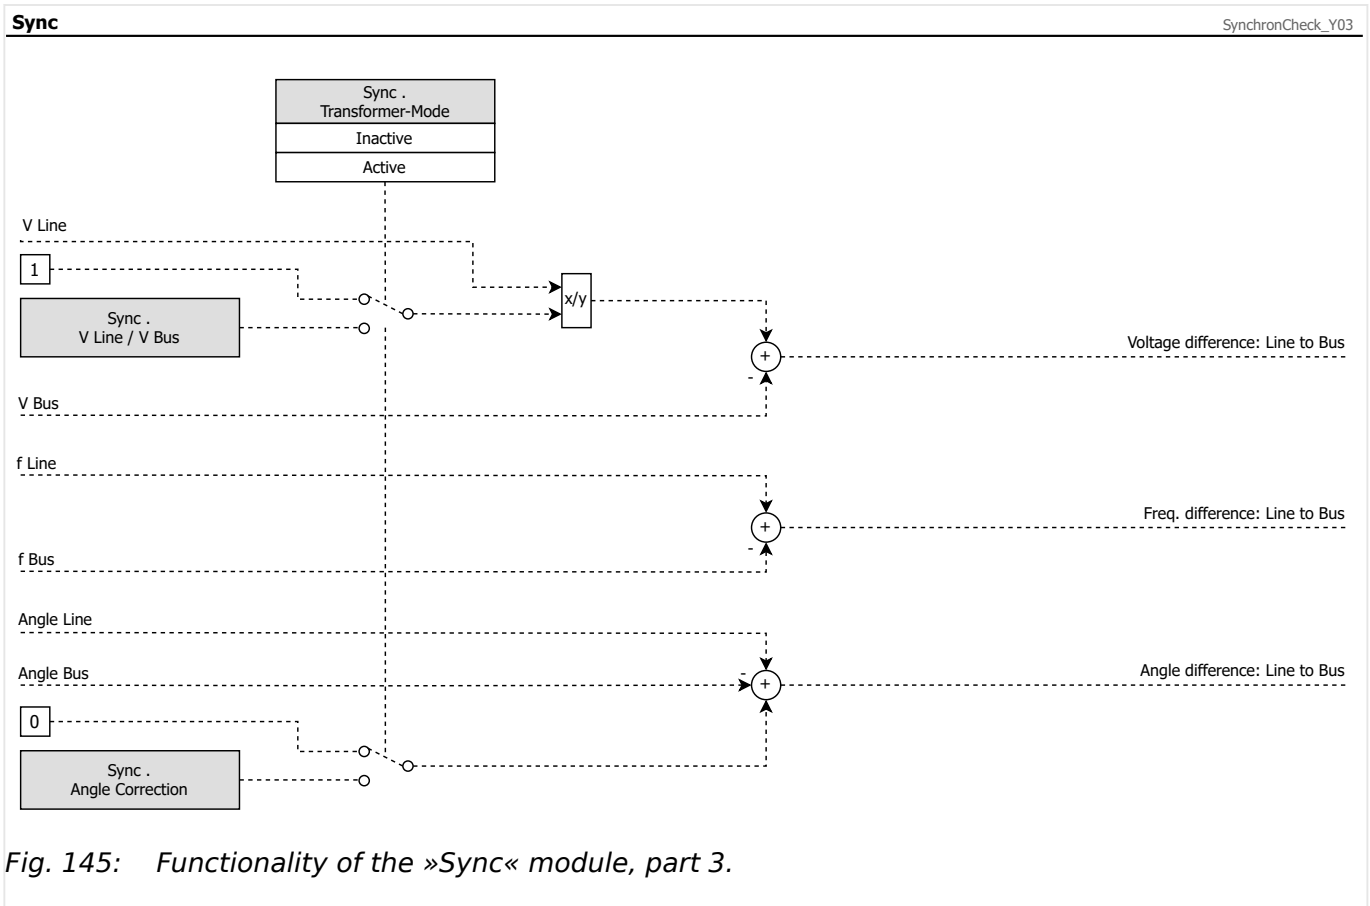 Sync
SynchronCheck_Y03
Sync .
Transformer-Mode
Inactive
Active
V Line
1
Sync .
V Line / V Bus
x/y
+
-
Voltage difference: Line to Bus
V Bus
f Line
+
-
Freq. difference: Line to Bus
f Bus
Angle Line
Angle Bus
-
+
Angle difference: Line to Bus
0
Sync .
Angle Correction
Fig. 145: Functionality of the »Sync« module, part 3.